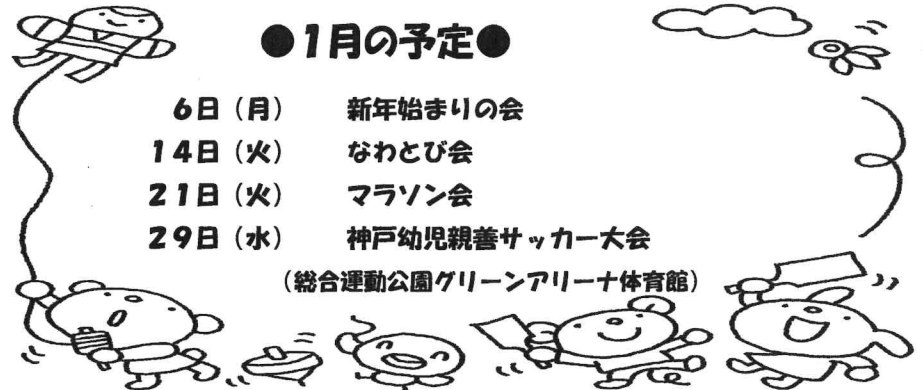 ●1月の予定●
6日(月) 新年始まりの会
14日(火) なわとび会
21日(火) マラソン会
29日(水) 神戸幼児親善サッカー大会
(総合運動公園グリーンアリーナ体育館)